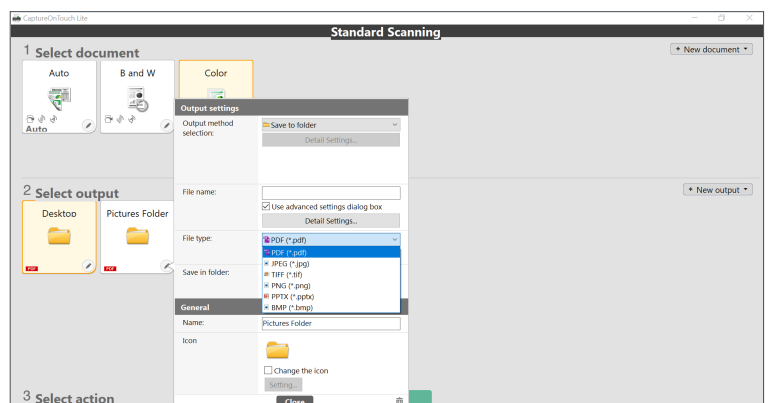 CaptureOnTouch Lite
Standard Scanning
1 Select document
+ New document
Auto
B and W
Color
Auto
Output settings
Output method selection:
Save to folder
Detail Settings...
2 Select output
+ New output
Desktop
Pictures Folder
PDF
PDF
File name:
Use advanced settings dialog box
Detail Settings...
File type:
PDF (*.pdf)
PDF (*.pdf)
JPEG (*.jpg)
TIFF (*.tif)
PNG (*.png)
PPTX (*.pptx)
BMP (*.bmp)
Save in folder:
General
Name:
Pictures Folder
Icon
Change the icon
Setting...
3 Select action
Close